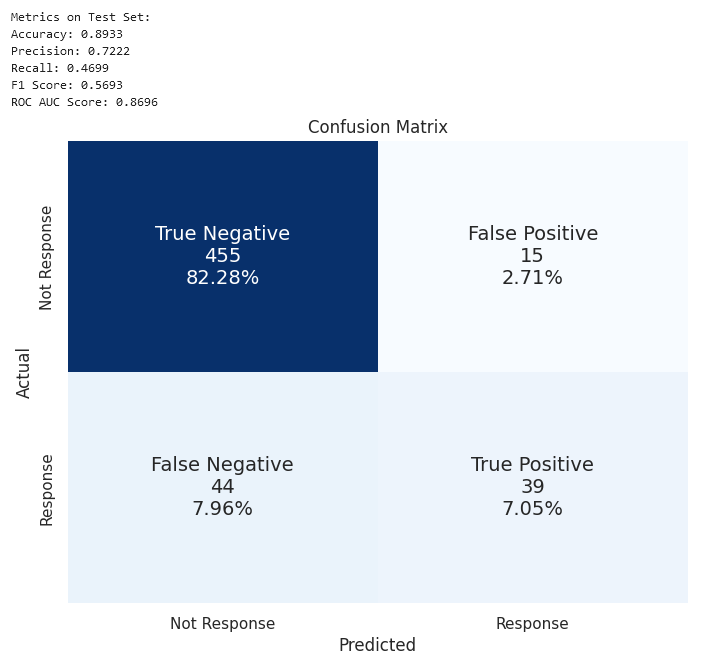 Metrics on Test Set:
Accuracy: 0.8933
Precision: 0.7222
Recall: 0.4699
F1 Score: 0.5693
ROC AUC Score: 0.8696
Confusion Matrix
Actual
Not Response
True Negative
455
82.28%
False Positive
15
2.71%
Response
False Negative
44
7.96%
True Positive
39
7.05%
Not Response
Response
Predicted